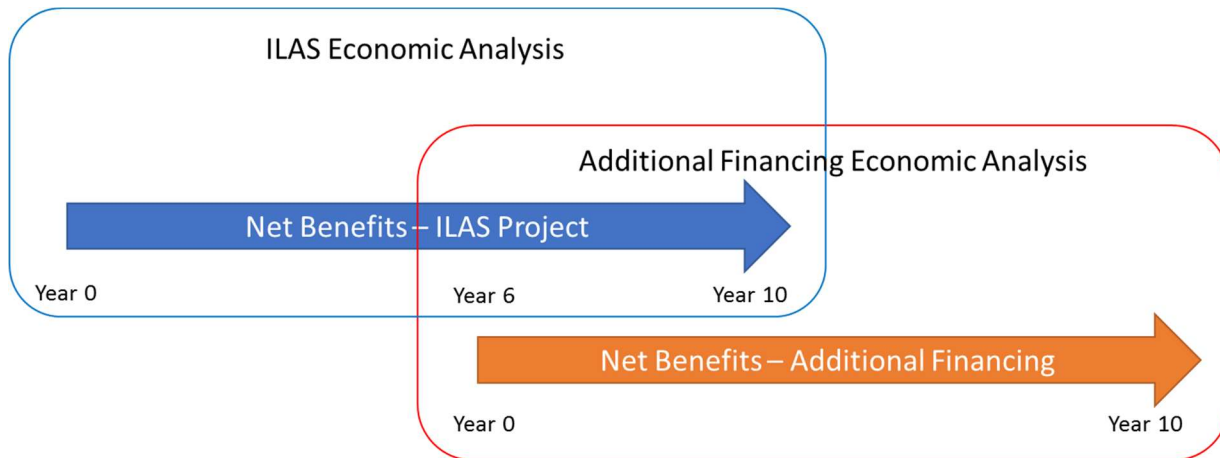 ILAS Economic Analysis
Additional Financing Economic Analysis
Net Benefits – ILAS Project
Year 0
Year 6
Year 10
Net Benefits – Additional Financing
Year 0
Year 10